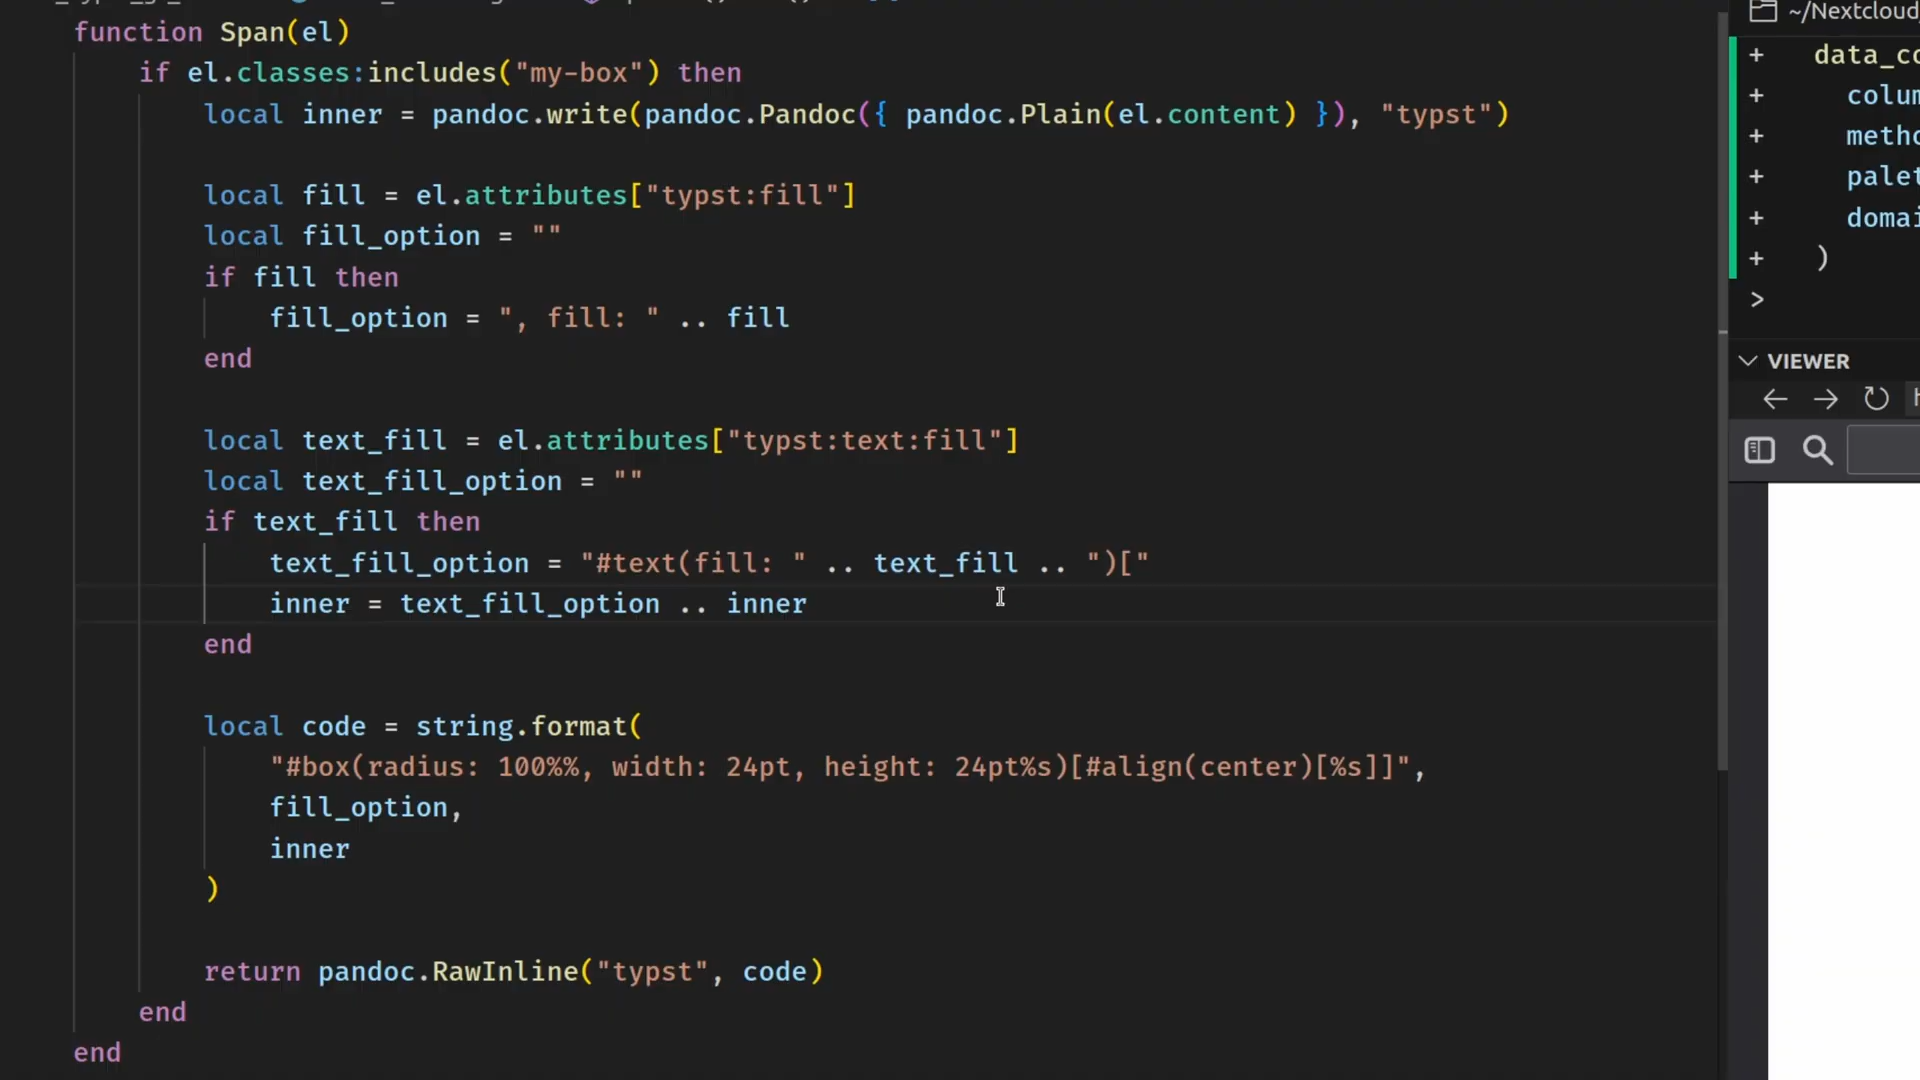 function Span(el)
if el.classes:includes("my-box") then
local inner = pandoc.write(pandoc.Pandoc({ pandoc.Plain(el.content) }), "typst")
local fill = el.attributes["typst:fill"]
local fill_option = ""
if fill then
fill_option = ", fill: " .. fill
end
local text_fill = el.attributes["typst:text:fill"]
local text_fill_option = ""
if text_fill then
text_fill_option = "#text(fill: " .. text_fill .. ")["
inner = text_fill_option .. inner
end
local code = string.format(
"#box(radius: 100%%, width: 24pt, height: 24pt%s)[#align(center)[%s]]",
fill_option,
inner
)
return pandoc.RawInline("typst", code)
end
end
~/Nextcloud
+ data_co
+ colum
+ metho
+ palet
+ domai
+ )
>
VIEWER